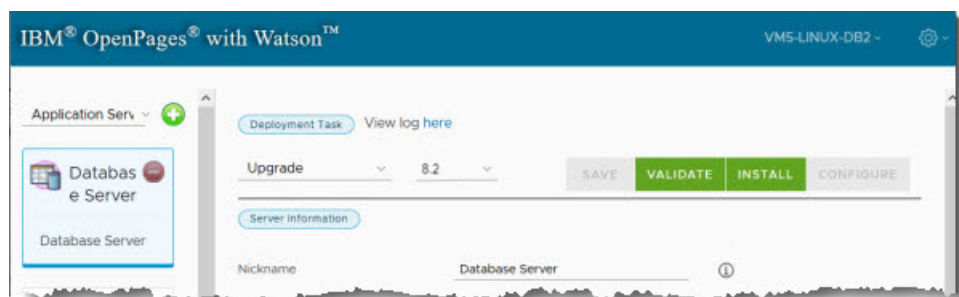 IBM® OpenPages® with Watson™
VM5-LINUX-DB2
Application Serv
Deployment Task View log here
Upgrade 8.2 SAVE VALIDATE INSTALL CONFIGURE
Databas
e Server
Database Server
Server Information
Nickname Database Server